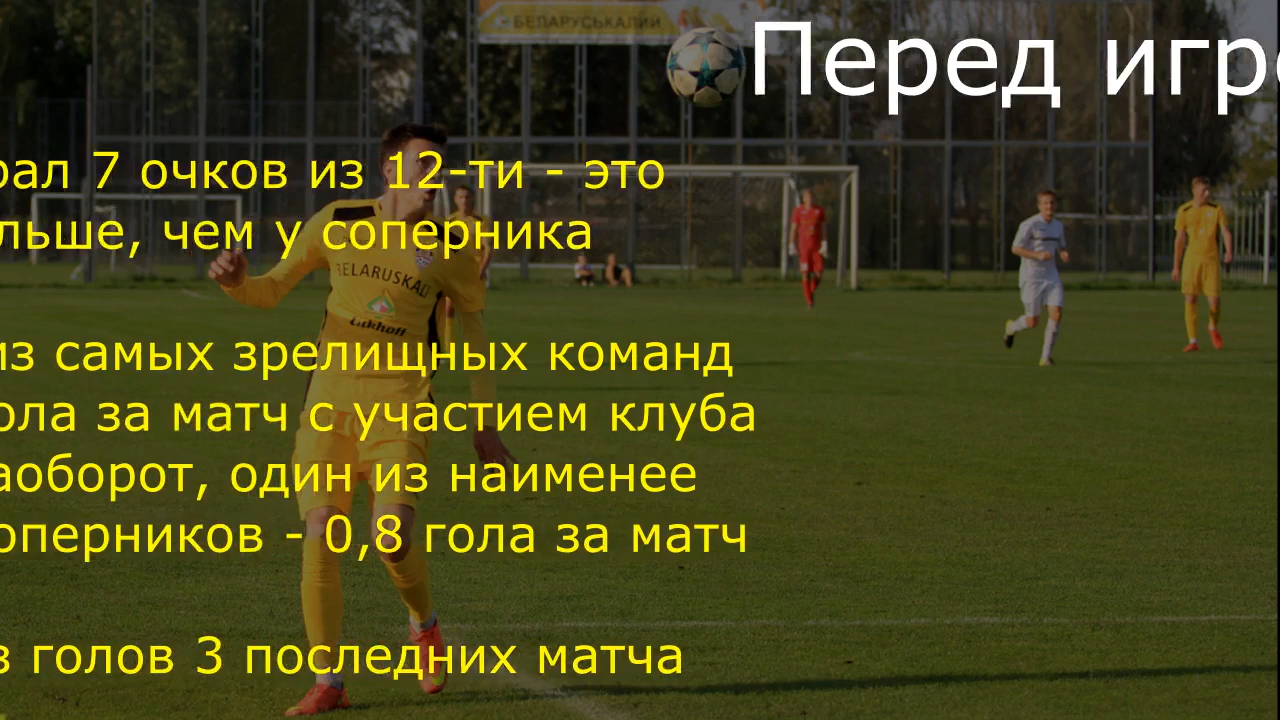 БЕЛАРУСЬКАЛИЙ
Перед игр
рал 7 очков из 12-ти - это
льше, чем у соперника
BELARUSKALI
из самых зрелищных команд
ола за матч с участием клуба
аоборот, один из наименее
оперников - 0,8 гола за матч
в голов 3 последних матча